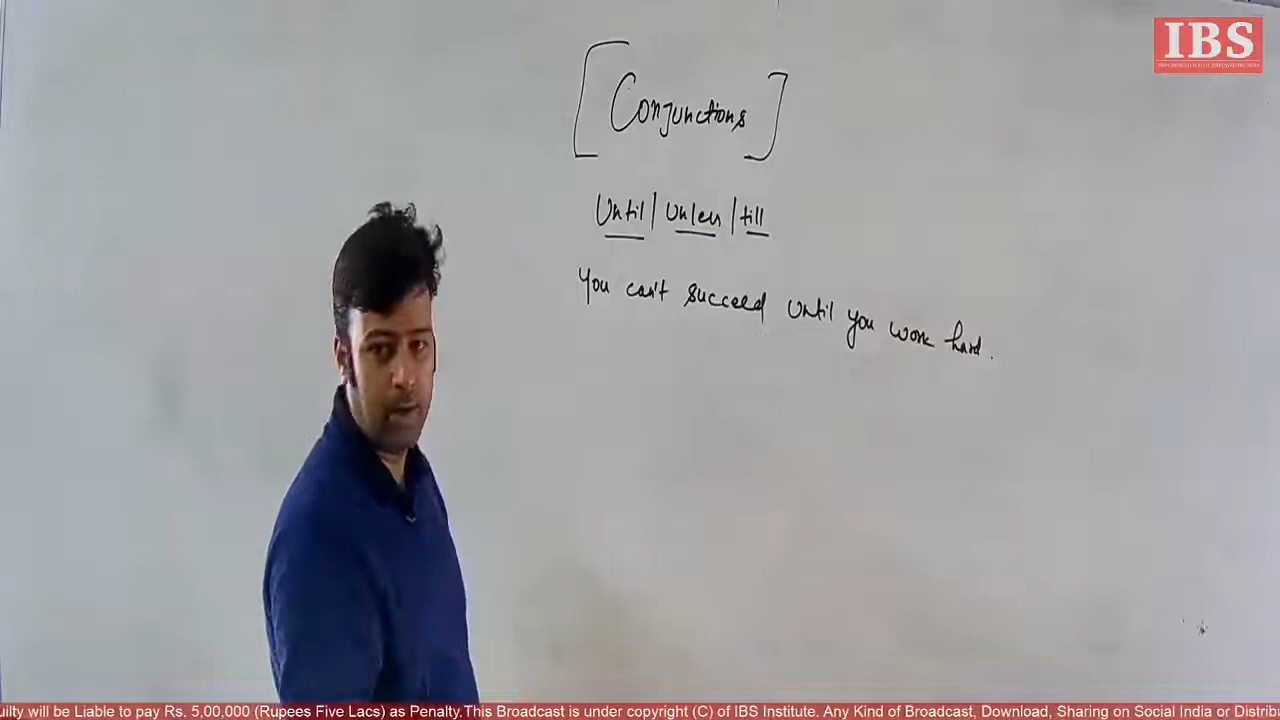 IBS
[Conjunctions]
Until / Unless / till
You can't succeed until you work hard.
uilty will be Liable to pay Rs. 5,00,000 (Rupees Five Lacs) as Penalty.This Broadcast is under copyright (C) of IBS Institute. Any Kind of Broadcast, Download, Sharing on Social India or Distribu